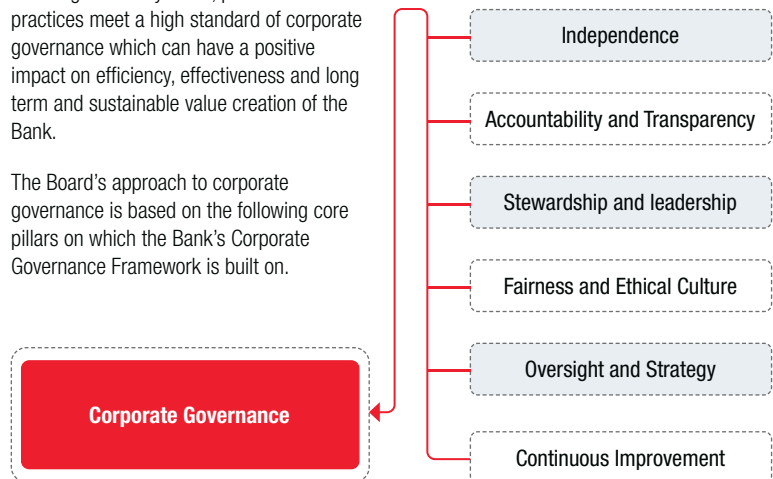 practices meet a high standard of corporate
governance which can have a positive
impact on efficiency, effectiveness and long
term and sustainable value creation of the
Bank.
The Board’s approach to corporate
governance is based on the following core
pillars on which the Bank’s Corporate
Governance Framework is built on.
Corporate Governance
Independence
Accountability and Transparency
Stewardship and leadership
Fairness and Ethical Culture
Oversight and Strategy
Continuous Improvement